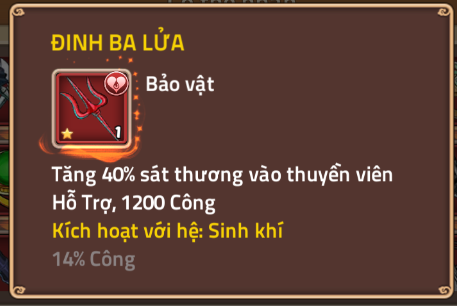 ĐINH BA LỬA
Bảo vật
1
Tăng 40% sát thương vào thuyền viên
Hỗ Trợ, 1200 Công
Kích hoạt với hệ: Sinh khí
14% Công